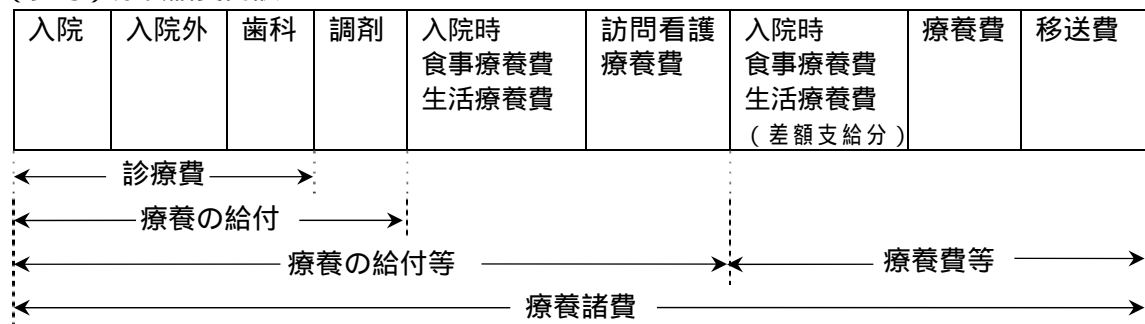 入院
入院外
歯科
調剤
入院時
食事療養費
生活療養費
訪問看護
療養費
入院時
食事療養費
生活療養費
(差額支給分)
療養費
移送費
診療費
療養の給付
療養の給付等
療養費等
療養諸費